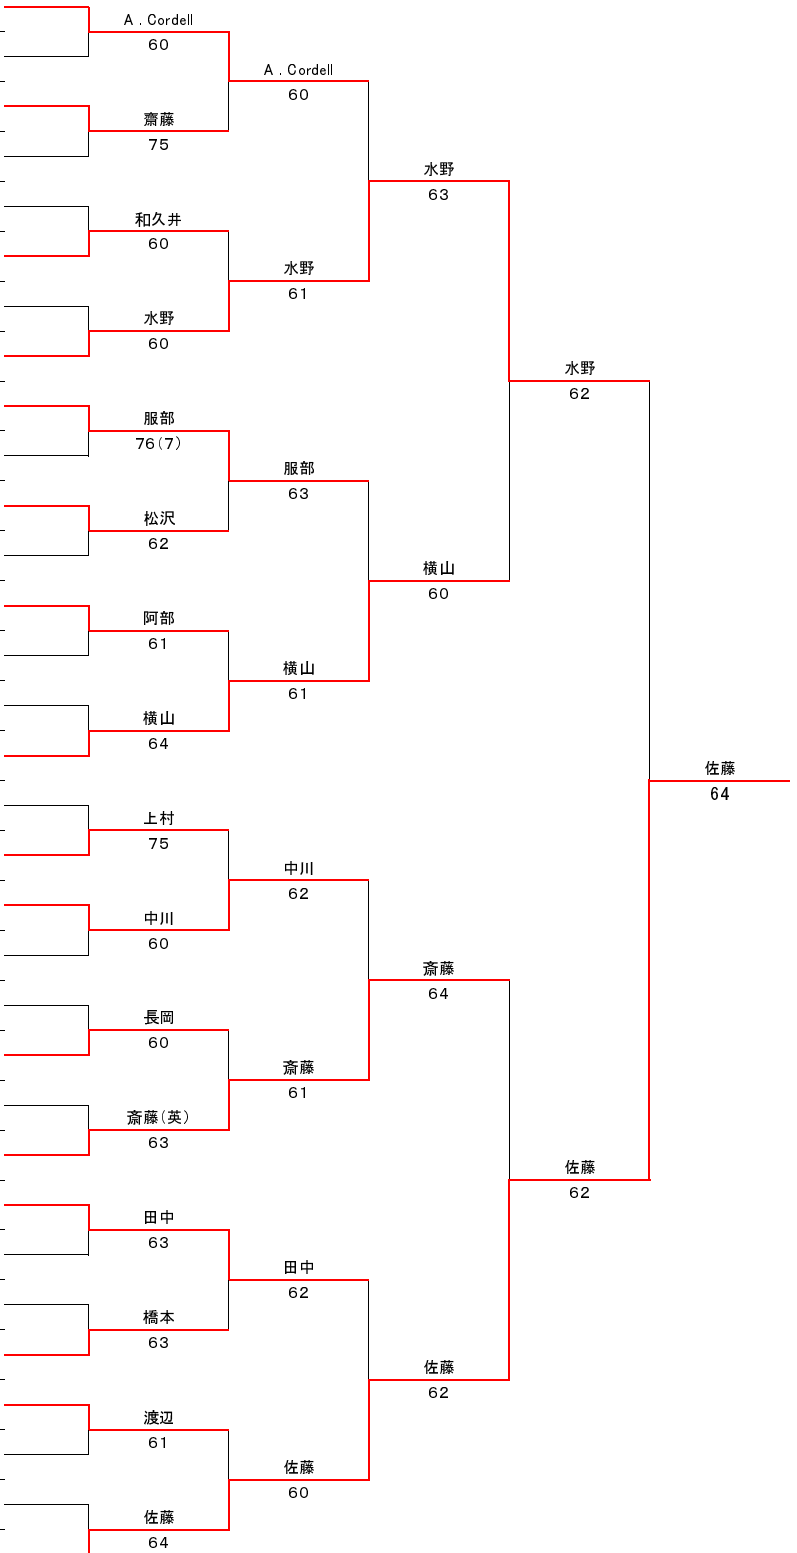 A．Cordell
60
A．Cordell
60
齋藤
75
水野
63
和久井
60
水野
61
水野
60
水野
62
服部
76(7)
服部
63
松沢
62
横山
60
阿部
61
横山
61
横山
64
佐藤
64
上村
75
中川
62
中川
60
斎藤
64
長岡
60
斎藤
61
斎藤(英)
63
佐藤
62
田中
63
田中
62
橋本
63
佐藤
62
渡辺
61
佐藤
60
佐藤
64